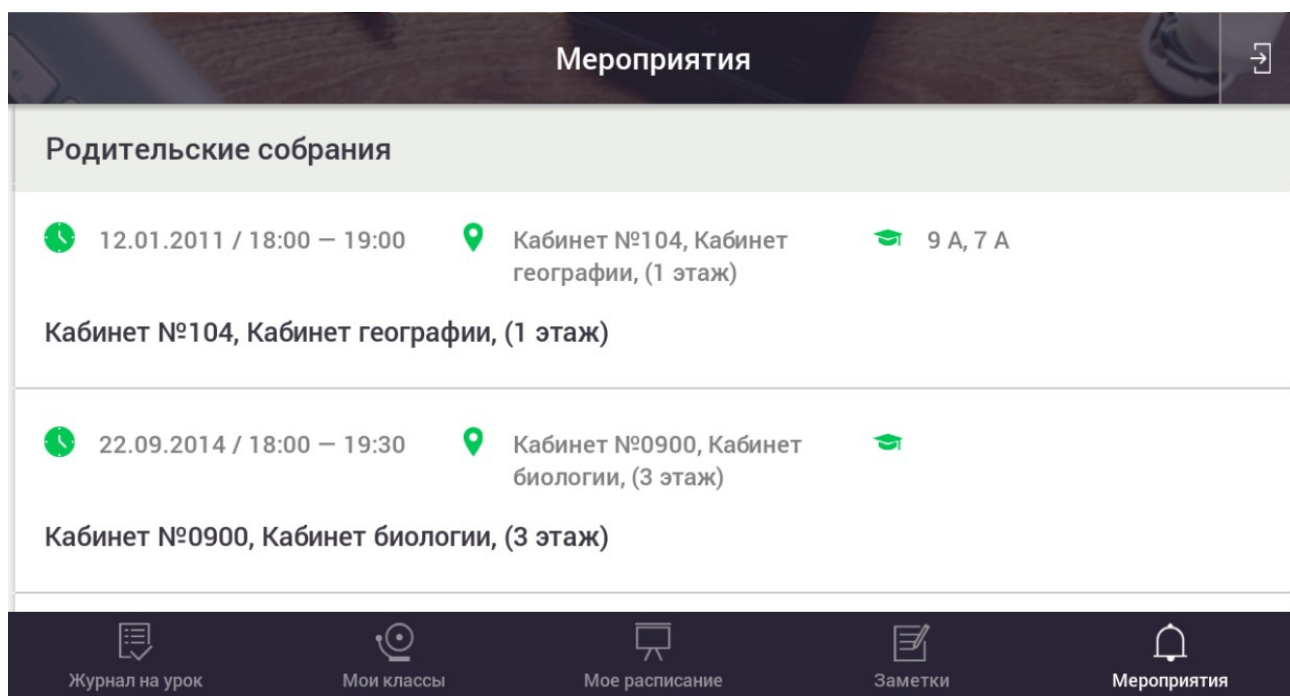 Мероприятия
Родительские собрания
12.01.2011 / 18:00 — 19:00
Кабинет №104, Кабинет
географии, (1 этаж)
9 А, 7 А
Кабинет №104, Кабинет географии, (1 этаж)
22.09.2014 / 18:00 — 19:30
Кабинет №0900, Кабинет
биологии, (3 этаж)
Кабинет №0900, Кабинет биологии, (3 этаж)
Журнал на урок
Мои классы
Мое расписание
Заметки
Мероприятия